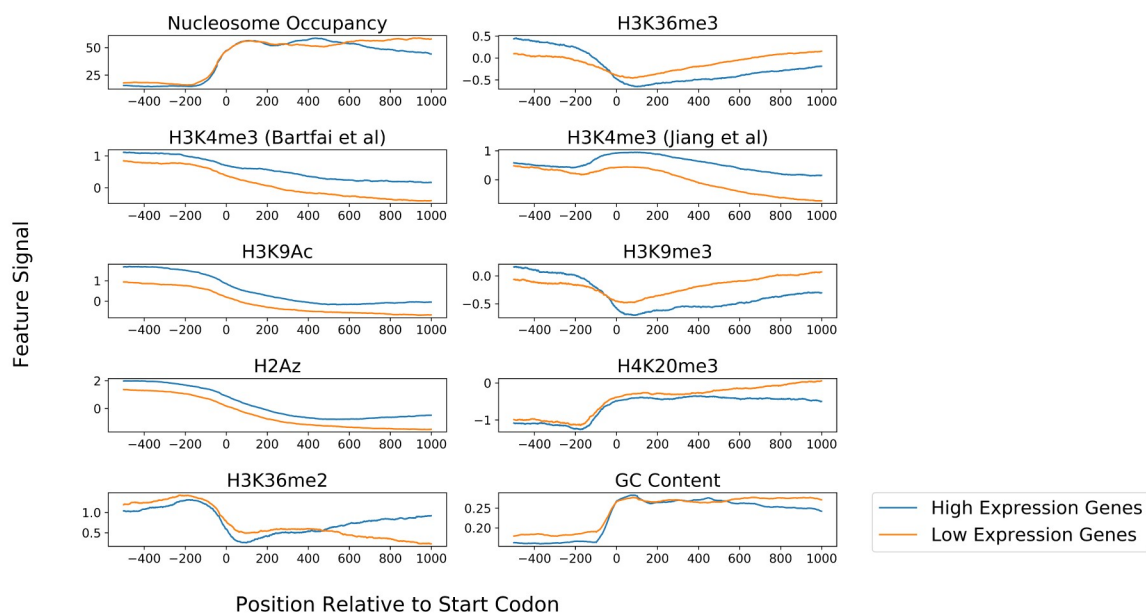 Nucleosome Occupancy
50
25
−400 −200 0 200 400 600 800 1000
H3K36me3
0.5
0.0
−0.5
−400 −200 0 200 400 600 800 1000
H3K4me3 (Bartfai et al)
1
0
−400 −200 0 200 400 600 800 1000
H3K4me3 (Jiang et al)
1
0
−400 −200 0 200 400 600 800 1000
Feature Signal
H3K9Ac
1
0
−400 −200 0 200 400 600 800 1000
H3K9me3
0.0
−0.5
−400 −200 0 200 400 600 800 1000
H2Az
2
0
−400 −200 0 200 400 600 800 1000
H4K20me3
0
−1
−400 −200 0 200 400 600 800 1000
H3K36me2
1.0
0.5
−400 −200 0 200 400 600 800 1000
GC Content
0.25
0.20
−400 −200 0 200 400 600 800 1000
High Expression Genes
Low Expression Genes
Position Relative to Start Codon